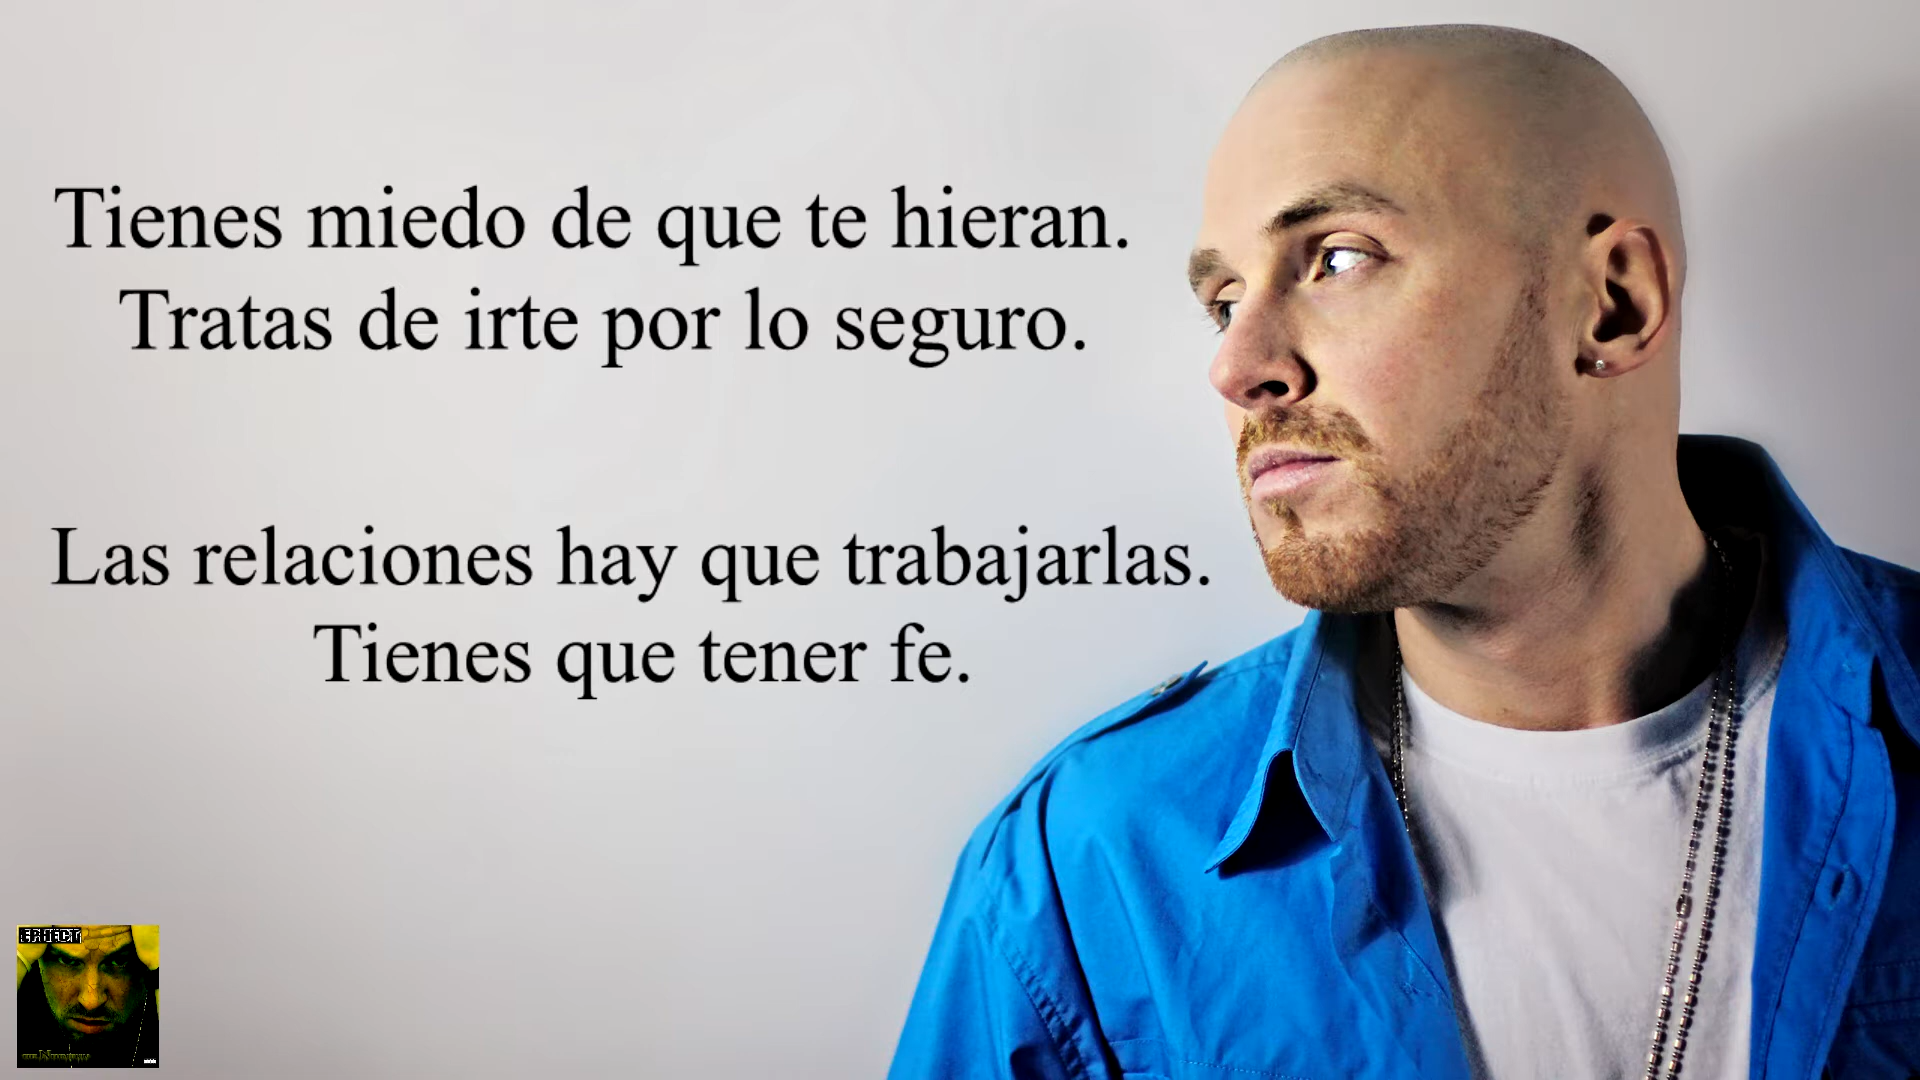 Tienes miedo de que te hieran.
Tratas de irte por lo seguro.
Las relaciones hay que trabajarlas.
Tienes que tener fe.